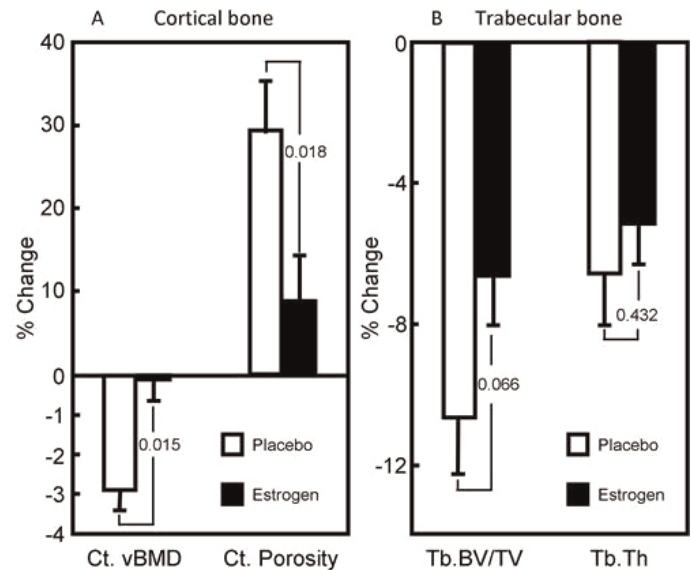 A Cortical bone
% Change
40
30
20
10
0
-1
-2
-3
-4
0.018
0.015
Placebo
Estrogen
Ct. vBMD Ct. Porosity
B Trabecular bone
% Change
0
-4
-8
-12
0.432
0.066
Placebo
Estrogen
Tb.BV/TV Tb.Th